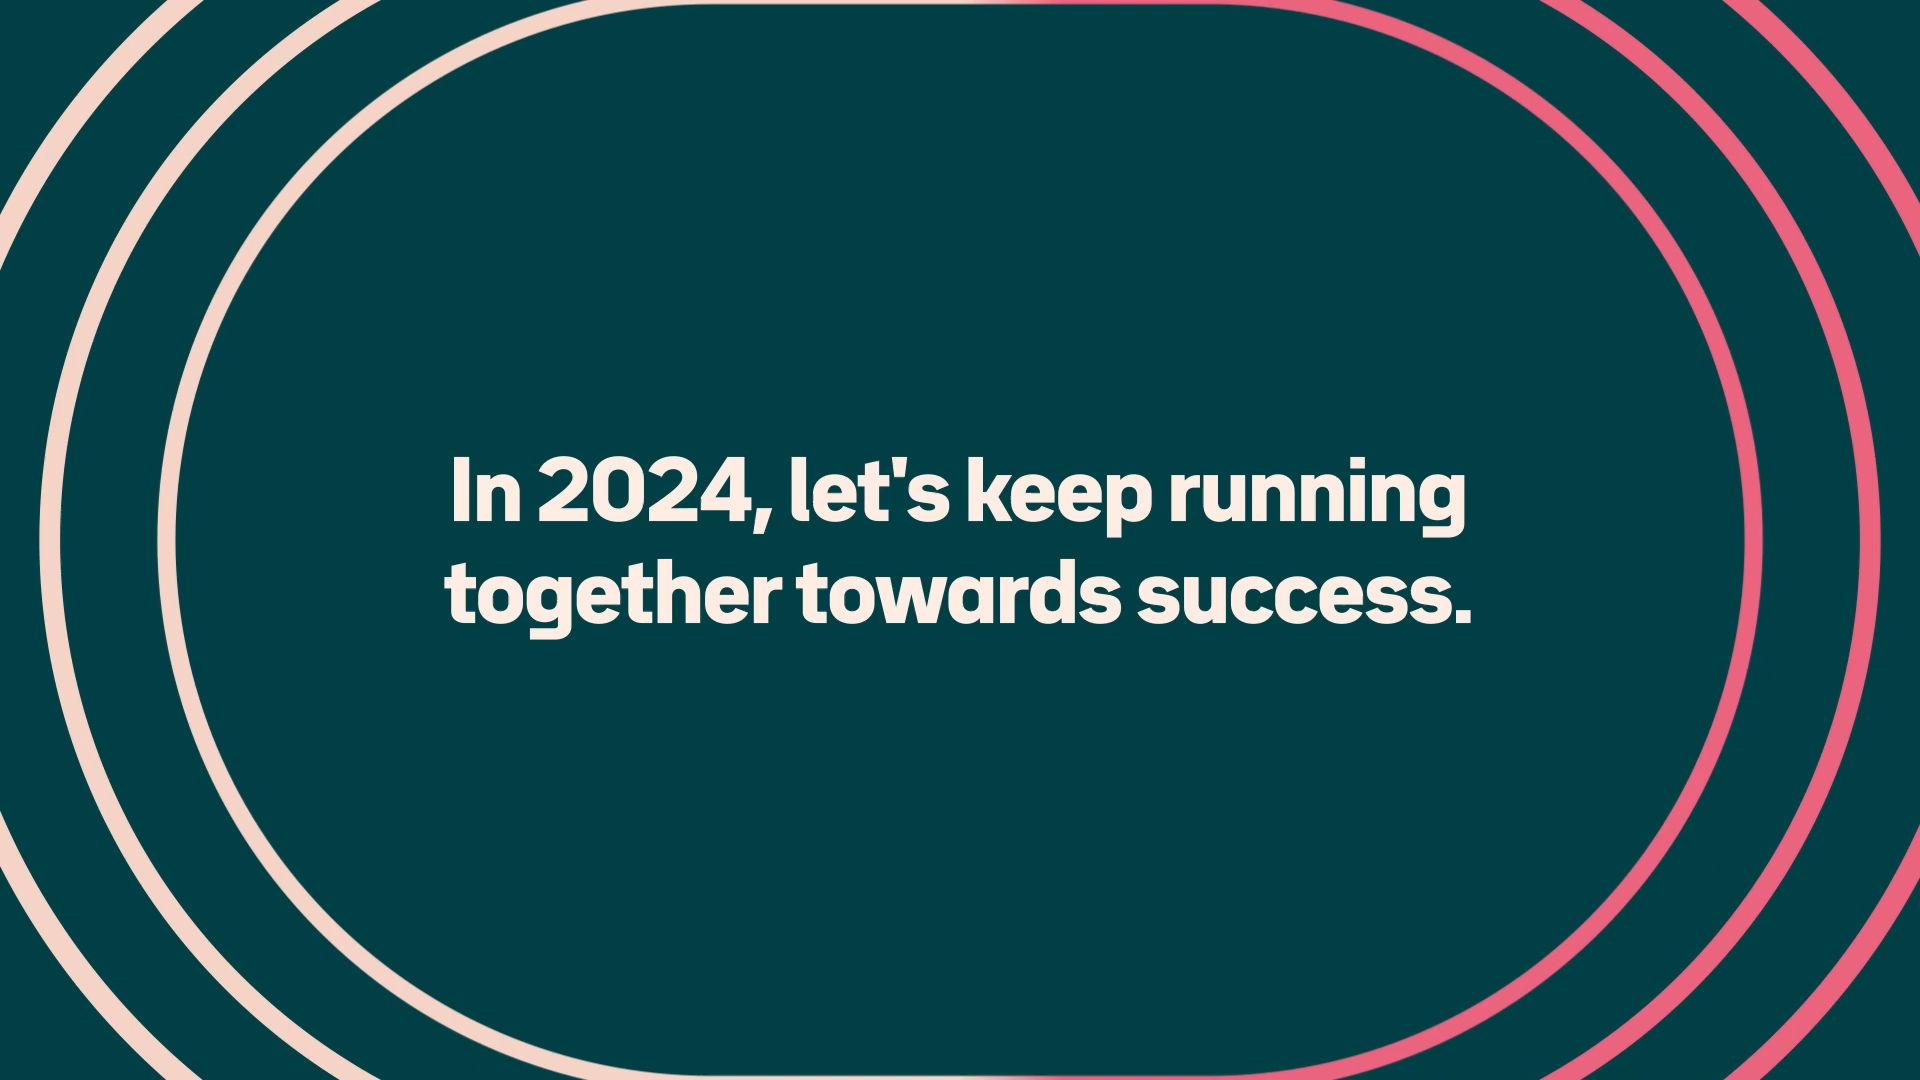 In 2024, let's keep running
together towards success.